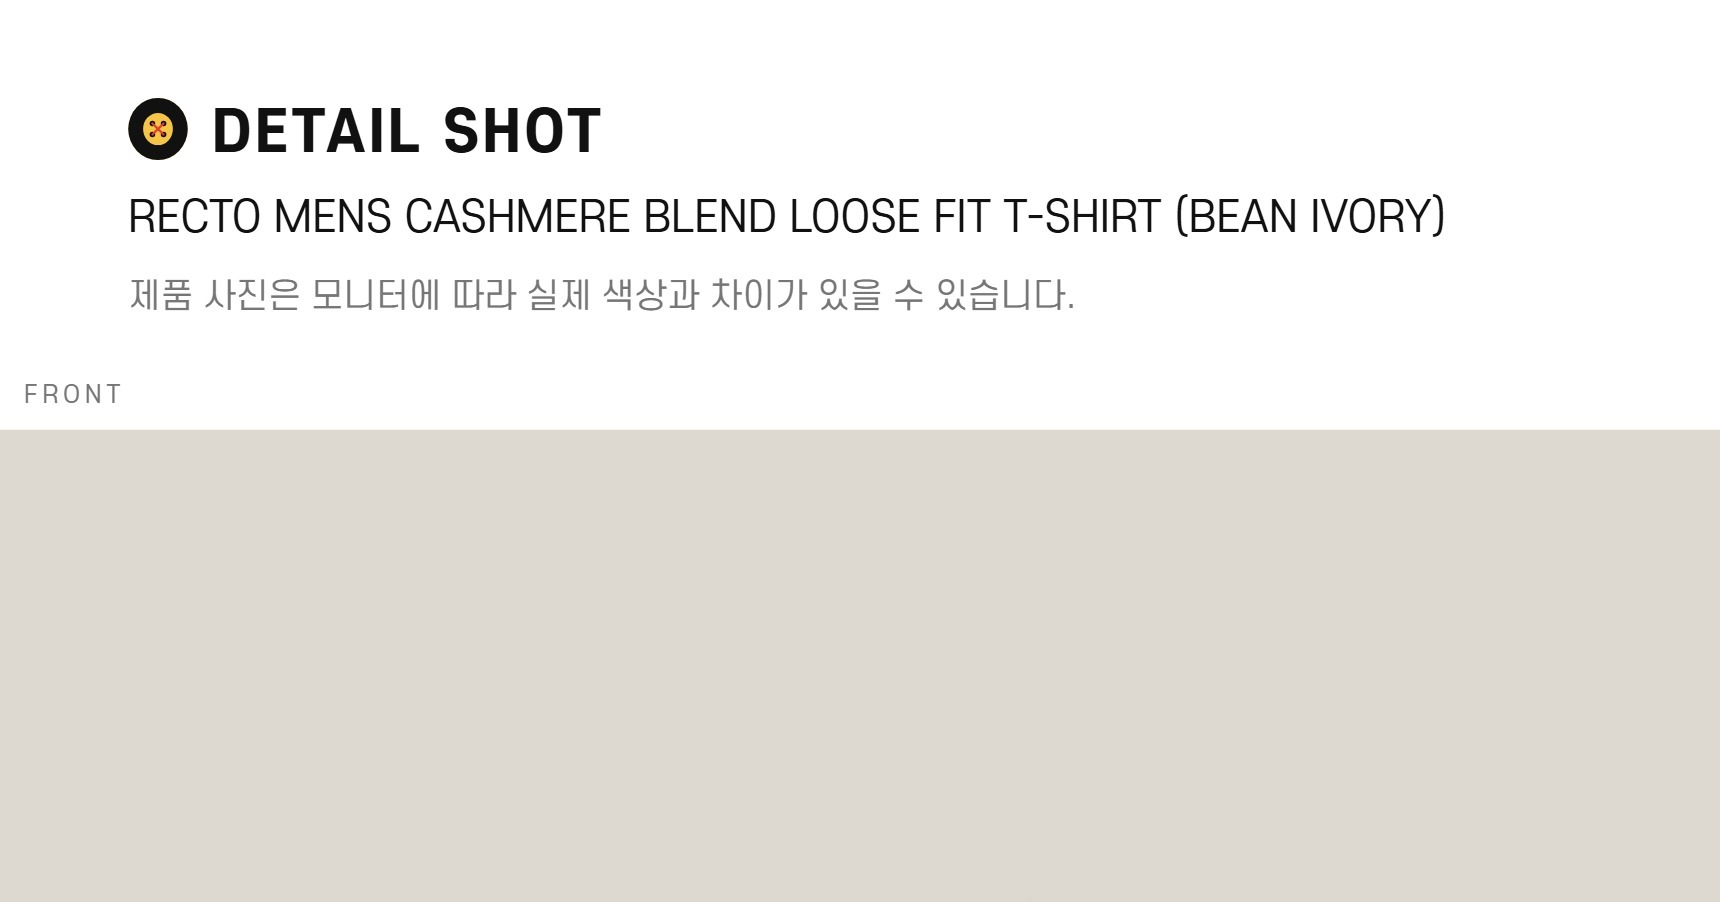 DETAIL SHOT
RECTO MENS CASHMERE BLEND LOOSE FIT T-SHIRT (BEAN IVORY)
제품 사진은 모니터에 따라 실제 색상과 차이가 있을 수 있습니다.
FRONT